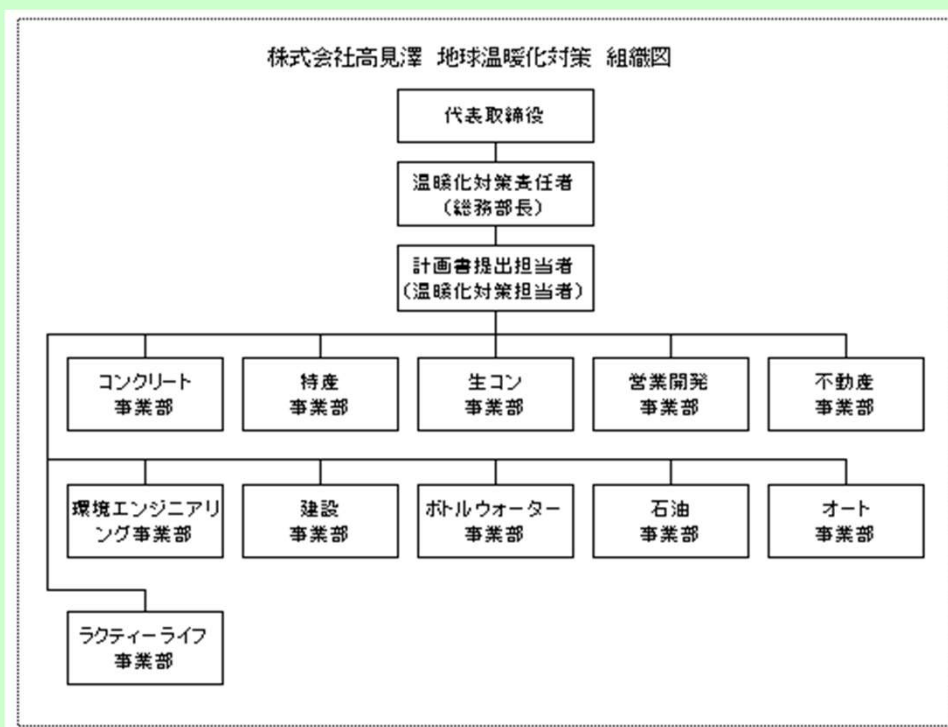 株式会社高見澤 地球温暖化対策 組織図
代表取締役
温暖化対策責任者
(総務部長)
計画書提出担当者
(温暖化対策担当者)
コンクリート
事業部
特産
事業部
生コン
事業部
営業開発
事業部
不動産
事業部
環境エンジニアリ
ング事業部
建設
事業部
ボトルウォーター
事業部
石油
事業部
オート
事業部
ラクティーライフ
事業部